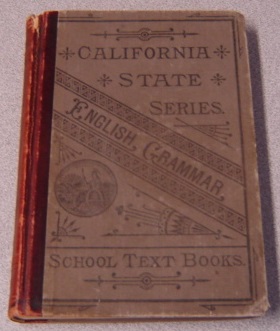 CALIFORNIA
STATE
SERIES.
ENGLISH, GRAMMAR,
SCHOOL TEXT BOOKS.